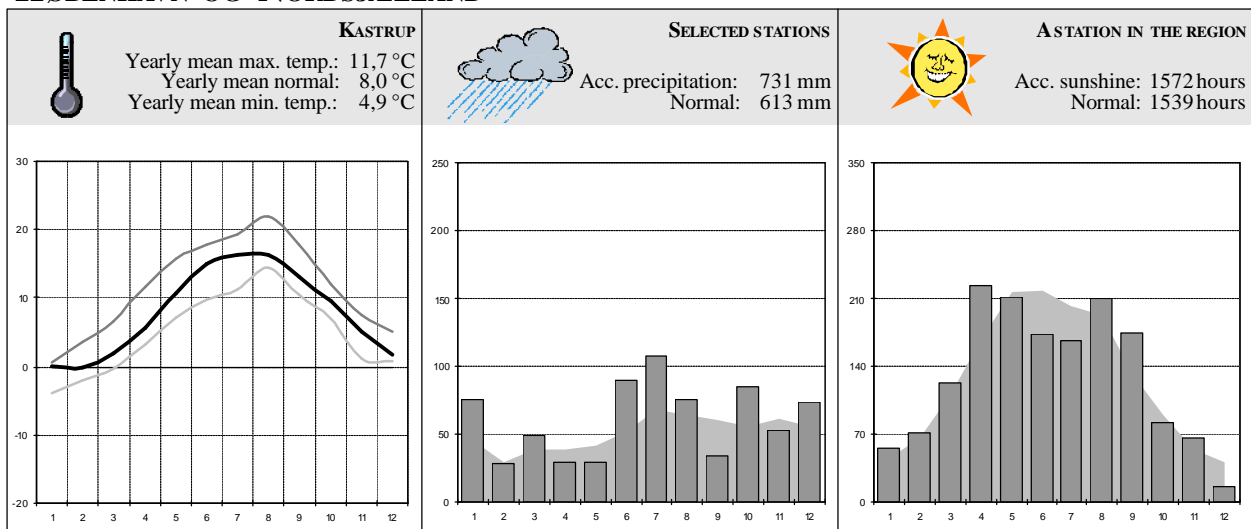 OG NORDSJÆLLAND
KASTRUP
Yearly mean max. temp.: 11,7 °C
Yearly mean normal: 8,0 °C
Yearly mean min. temp.: 4,9 °C
SELECTED STATIONS
Acc. precipitation: 731 mm
Normal: 613 mm
A STATION IN THE REGION
Acc. sunshine: 1572 hours
Normal: 1539 hours
30
20
10
0
-10
-20
1 2 3 4 5 6 7 8 9 10 11 12
250
200
150
100
50
0
1 2 3 4 5 6 7 8 9 10 11 12
350
280
210
140
70
0
1 2 3 4 5 6 7 8 9 10 11 12